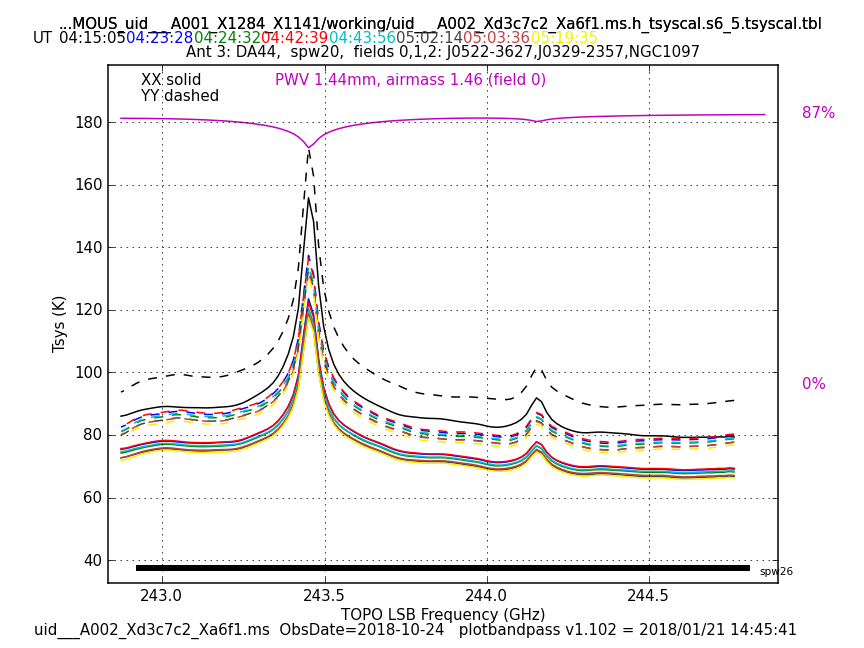 ...MOUS_uid___A001_X1284_X1141/working/uid___A002_Xd3c7c2_Xa6f1.ms.h_tsyscal.s6_5.tsyscal.tbl
UT 04:15:05 04:23:28 04:24:32 04:42:39 04:43:56 05:02:14 05:03:36 05:19:35
Ant 3: DA44, spw20, fields 0,1,2: J0522-3627,J0329-2357,NGC1097
XX solid
YY dashed
PWV 1.44mm, airmass 1.46 (field 0)
87%
0%
180
160
140
120
100
80
60
40
Tsys (K)
spw26
243.0 243.5 244.0 244.5
TOPO LSB Frequency (GHz)
uid___A002_Xd3c7c2_Xa6f1.ms ObsDate=2018-10-24 plotbandpass v1.102 = 2018/01/21 14:45:41